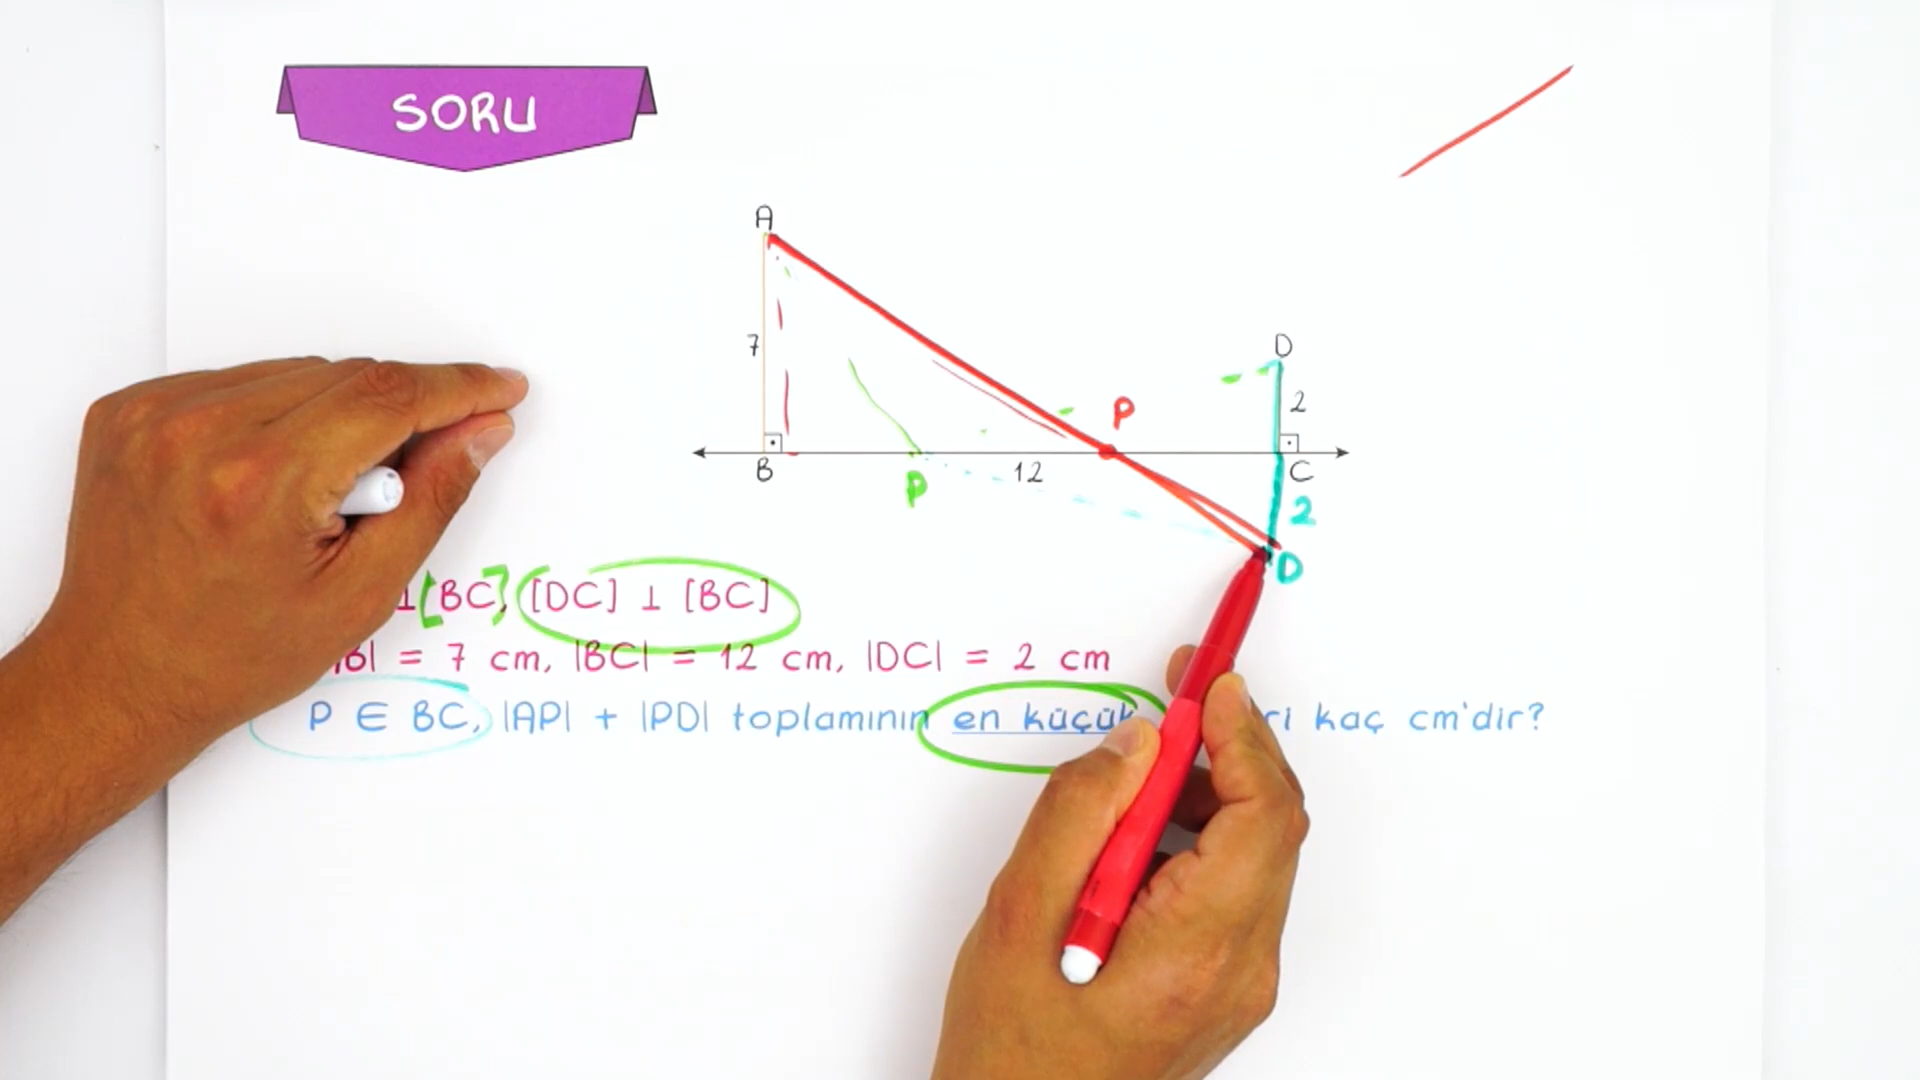 SORU
A
7
D
2
P
B
12
C
P
2
D
⊥ [BC], [DC] ⊥ [BC]
= 7 cm, |BC| = 12 cm, |DC| = 2 cm
P ∈ BC, |AP| + |PD| toplamının en küçük kaç cm'dir?